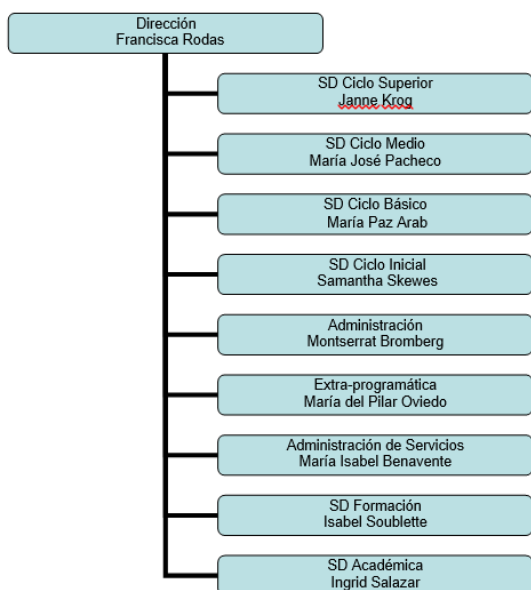 Dirección
Francisca Rodas
SD Ciclo Superior
Janne Krog
SD Ciclo Medio
María José Pacheco
SD Ciclo Básico
María Paz Arab
SD Ciclo Inicial
Samantha Skewes
Administración
Montserrat Bromberg
Extra-programática
María del Pilar Oviedo
Administración de Servicios
María Isabel Benavente
SD Formación
Isabel Soublette
SD Académica
Ingrid Salazar